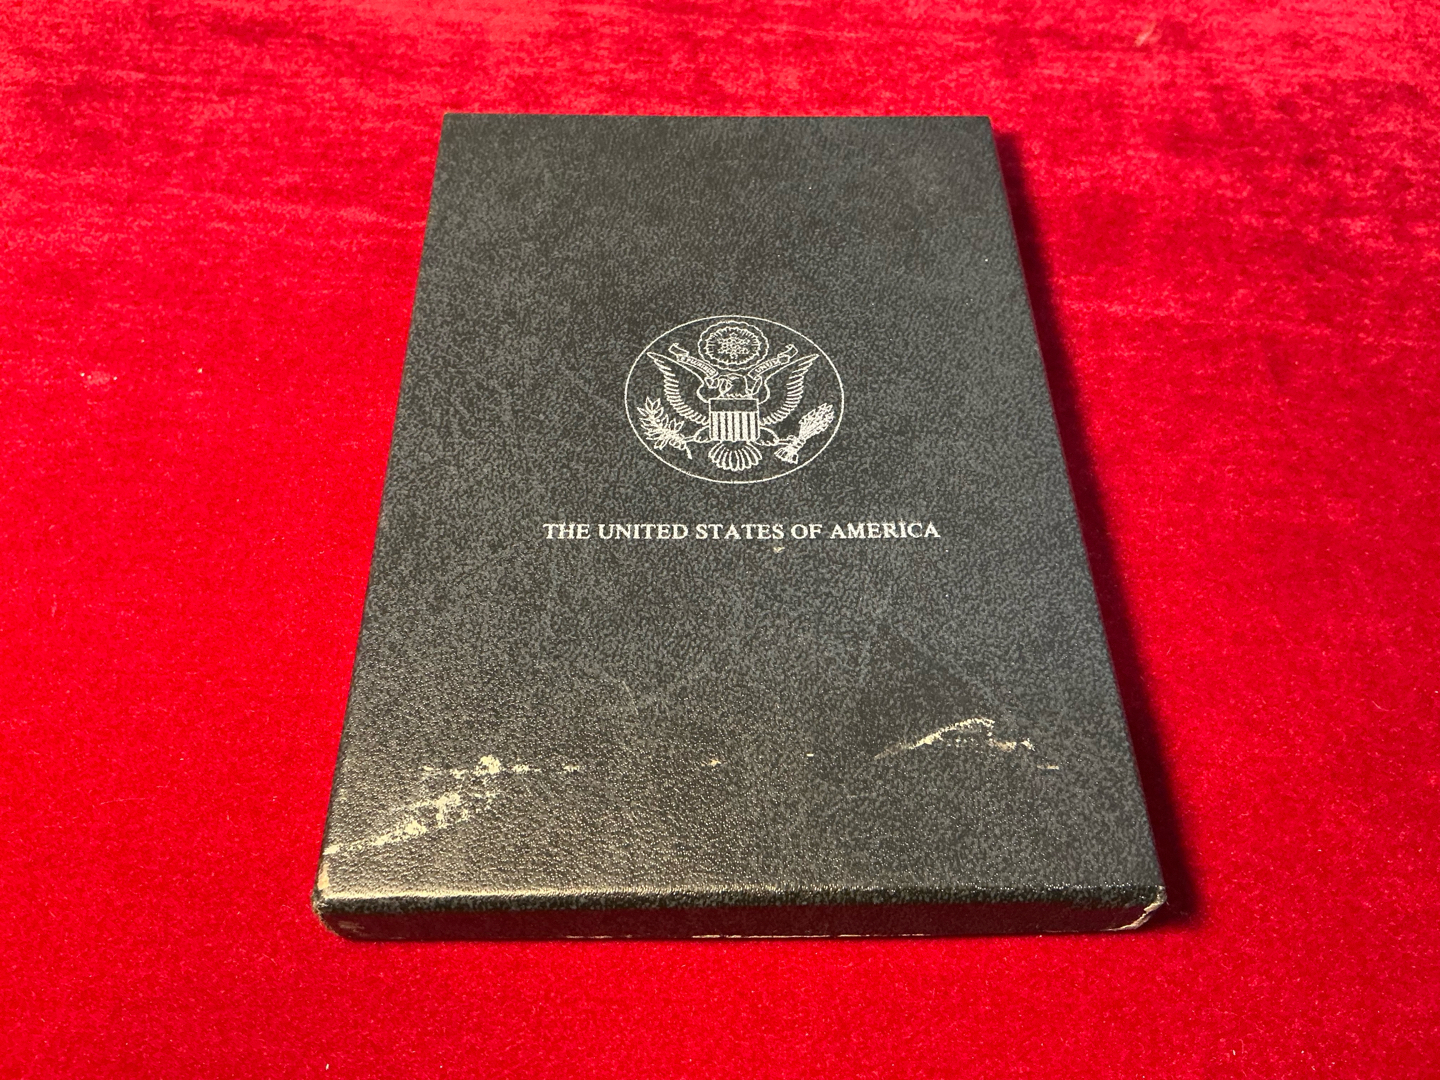 THE UNITED STATES OF AMERICA